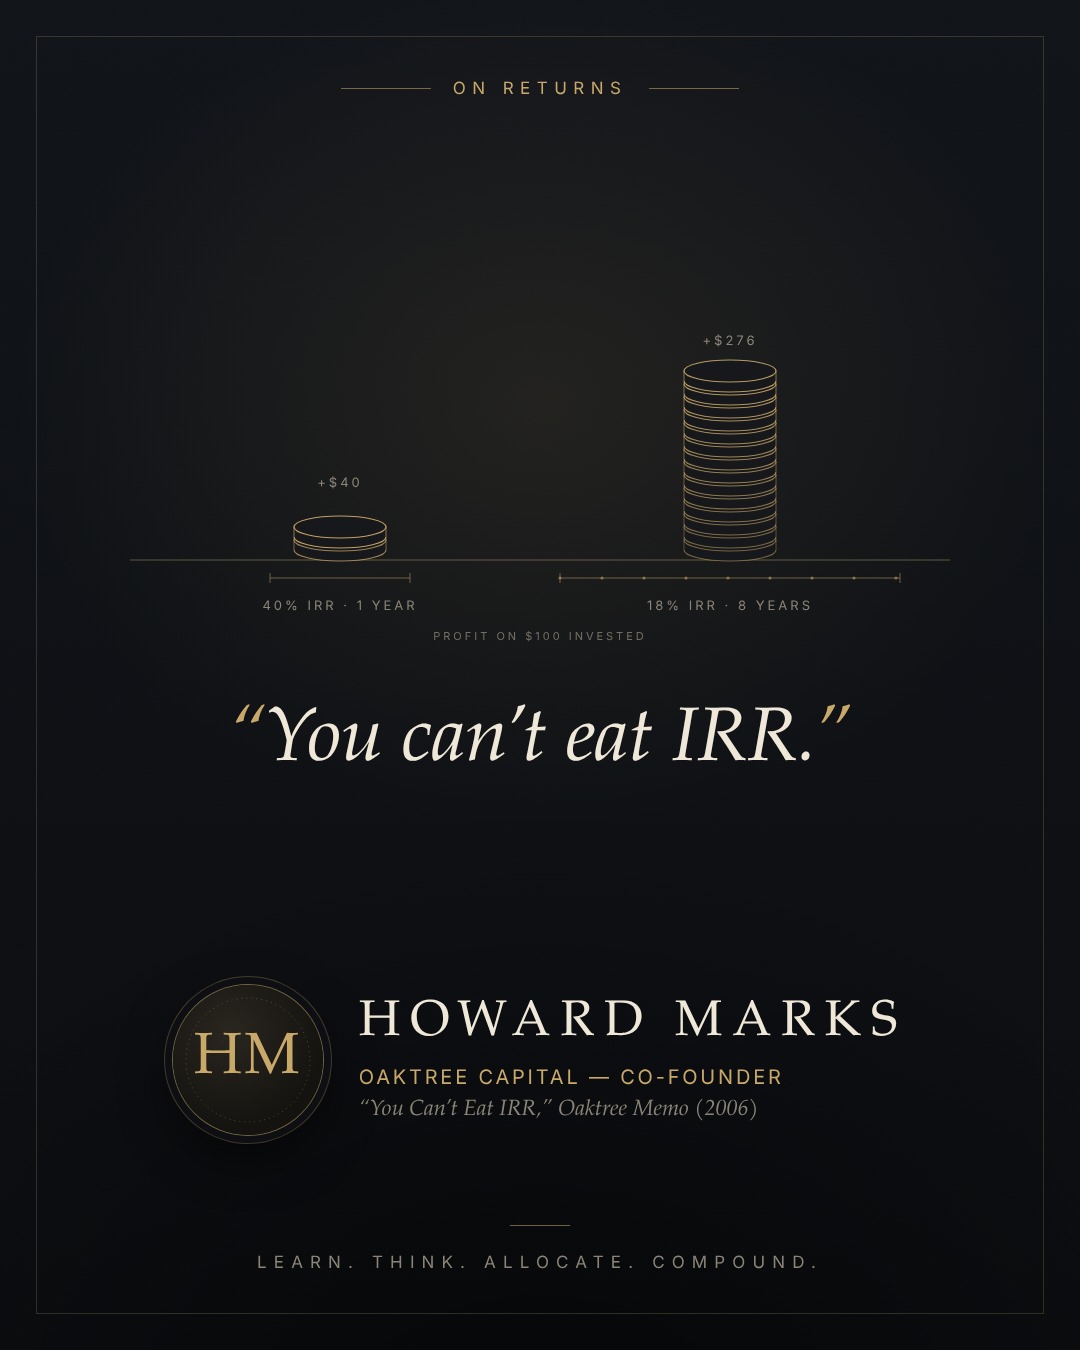 ON RETURNS
+$276
+$40
40% IRR · 1 YEAR
18% IRR · 8 YEARS
PROFIT ON $100 INVESTED
“You can’t eat IRR.”
HM
HOWARD MARKS
OAKTREE CAPITAL — CO-FOUNDER
“You Can’t Eat IRR,” Oaktree Memo (2006)
LEARN. THINK. ALLOCATE. COMPOUND.